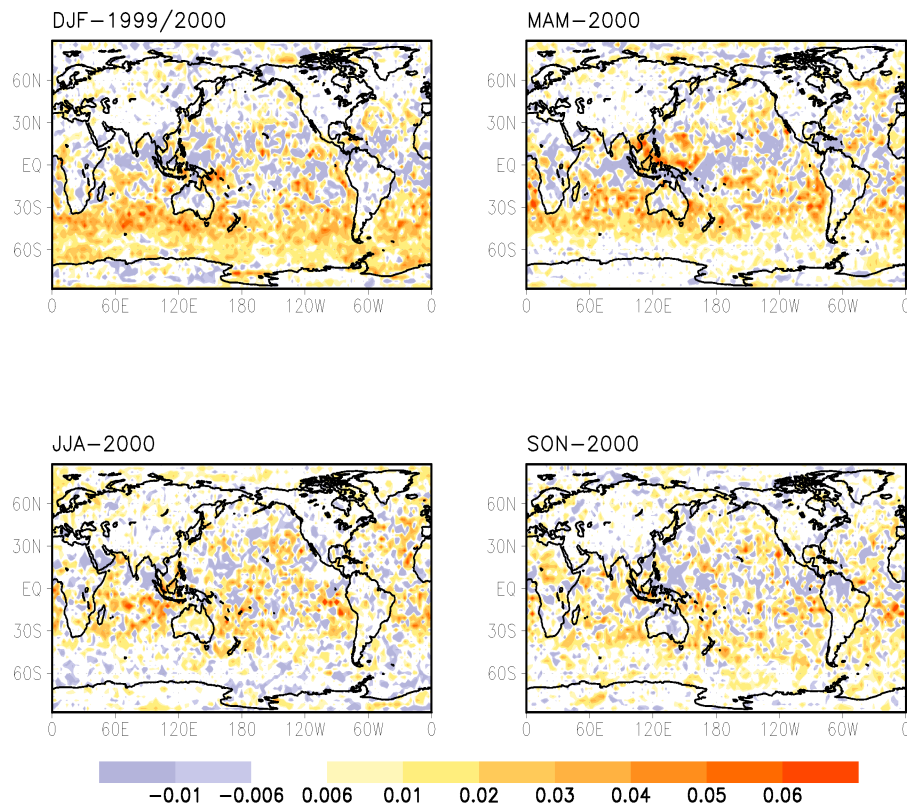 DJF-1999/2000 MAM-2000
60N 60N
30N 30N
EQ EQ
30S 30S
60S 60S
0 60E 120E 180 120W 60W 0 0 60E 120E 180 120W 60W 0
JJA-2000 SON-2000
60N 60N
30N 30N
EQ EQ
30S 30S
60S 60S
0 60E 120E 180 120W 60W 0 0 60E 120E 180 120W 60W 0
-0.01 -0.006 0.006 0.01 0.02 0.03 0.04 0.05 0.06